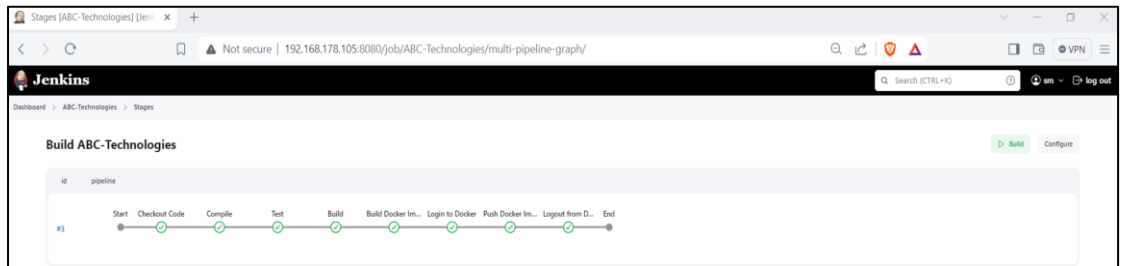 Stages [ABC-Technologies] [Jen
Not secure | 192.168.178.105:8080/job/ABC-Technologies/multi-pipeline-graph/
VPN
Jenkins
Search (CTRL+K)
sm
log out
Dashboard > ABC-Technologies > Stages
Build ABC-Technologies
Build
Configure
id pipeline
Start Checkout Code Compile Test Build Build Docker Im... Login to Docker Push Docker Im... Logout from D... End
#3